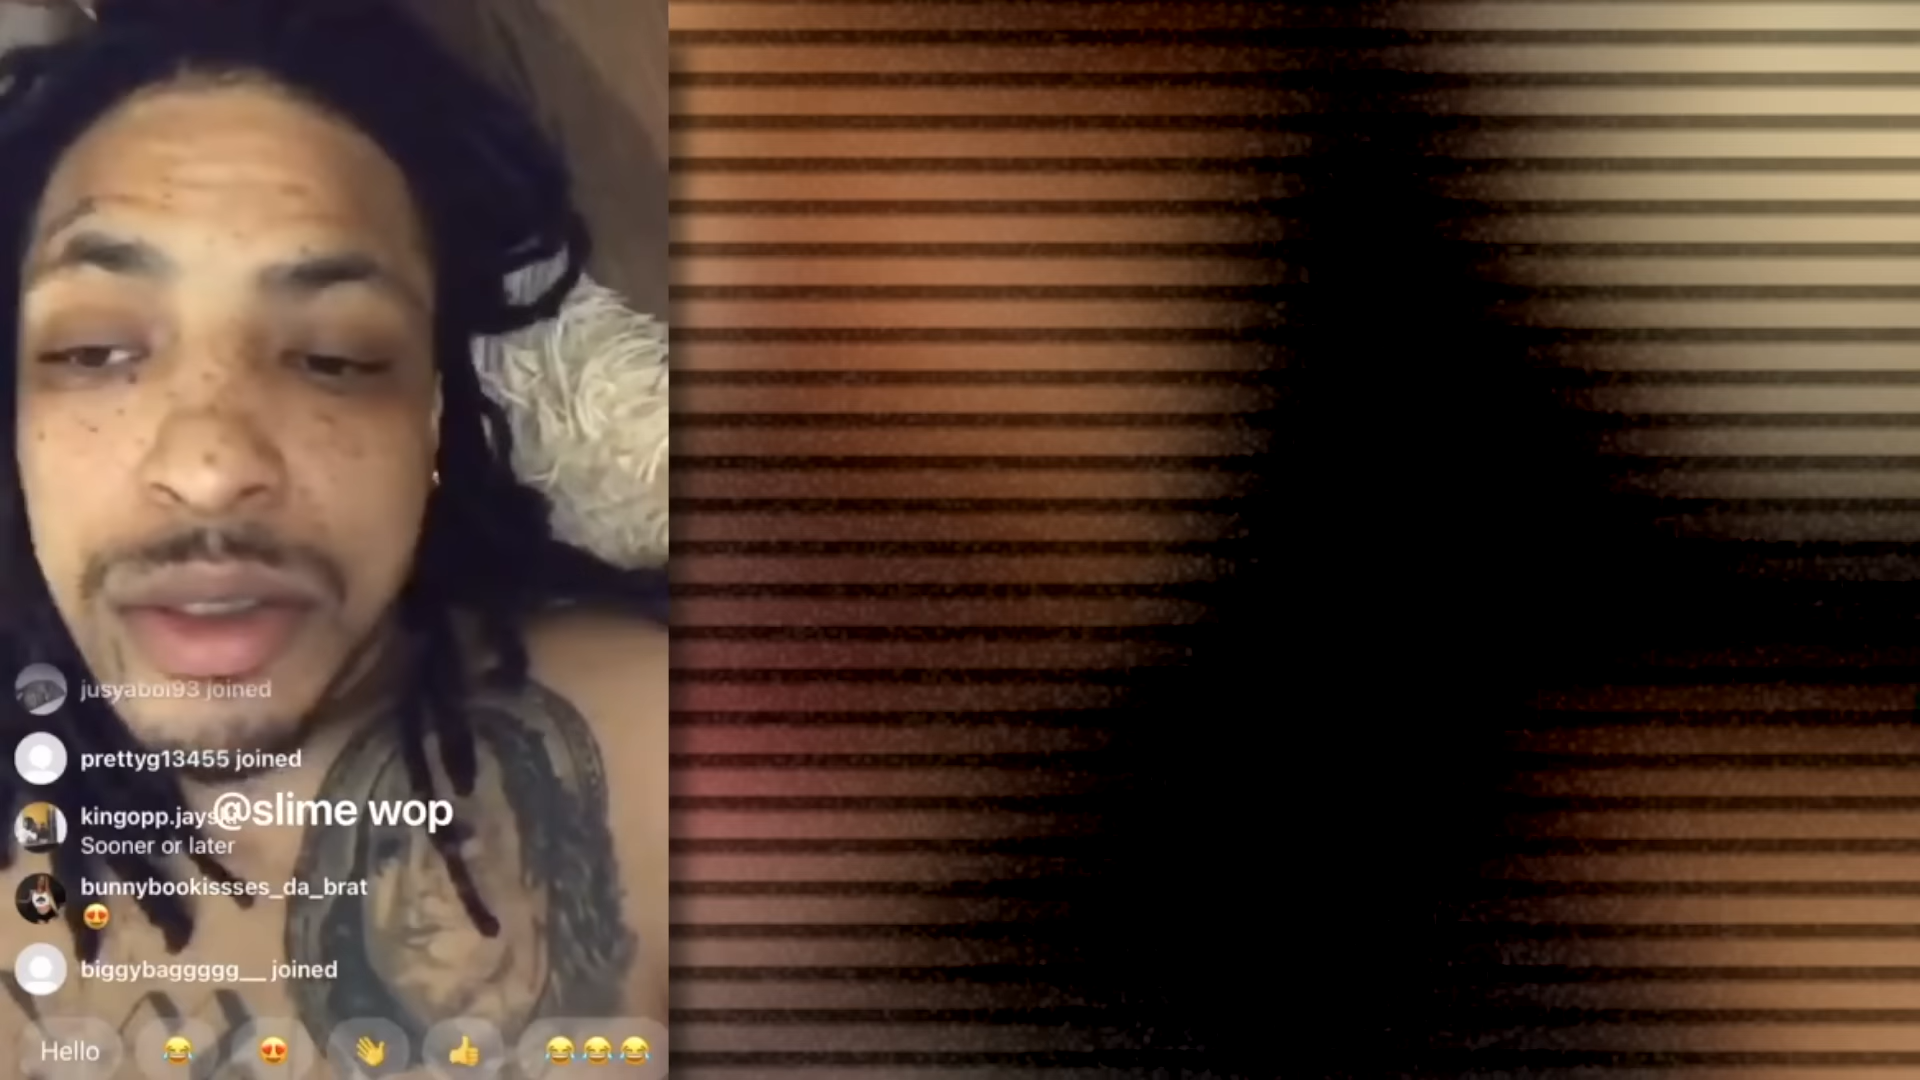 jusyaboi93 joined
prettyg13455 joined
@slime wop
Sooner or later
bunnybookissses_da_brat
😍
biggybaggggg__ joined
Hello 😂 😍 👋 👍 😂😂😂